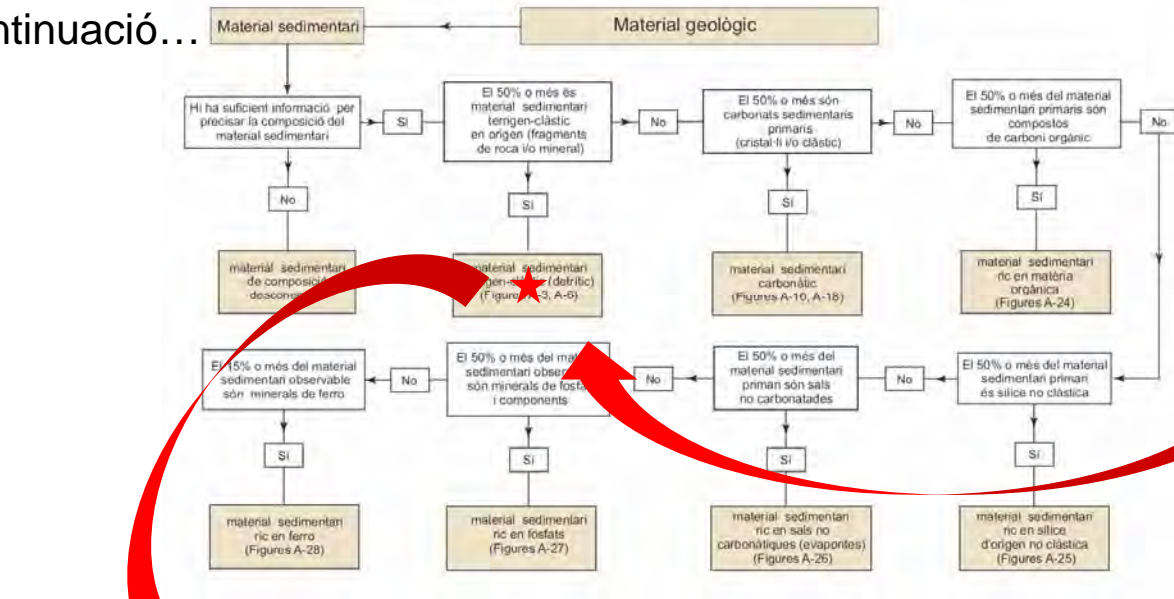 ntinuació…
Material sedimentari
Material geològic
Hi ha suficient informació per
precisar la composició del
material sedimentari
Sí
El 50% o més és
material sedimentari
terrigen-clàstic
en origen (fragments
de roca i/o mineral)
No
El 50% o més són
carbonats sedimentaris
primaris
(cristal·lí i/o clàstic)
No
El 50% o més del material
sedimentari primaris són
compostos
de carboni orgànic
No
No
Sí
Sí
Sí
material sedimentari
de composició
material sedimentari
(detrític)
A-3, A-6)
material sedimentari
carbonàtic
(Figures A-16, A-18)
material sedimentari
ric en matèria
orgànica
(Figures A-24)
El 15% o més del material
sedimentari observable
són minerals de ferro
No
El 50% o més del
sedimentari
són minerals de
i components
No
El 50% o més del
material sedimentari
primari són sals
no carbonatades
No
El 50% o més del material
sedimentari primari
és sílice no clàstica
Sí
Sí
Sí
Sí
material sedimentari
ric en ferro
(Figures A-28)
material sedimentari
ric en fosfats
(Figures A-27)
material sedimentari
ric en sals no
carbonàtiques (evaporites)
(Figures A-26)
material sedimentari
ric en sílice
d'origen no clàstica
(Figures A-25)